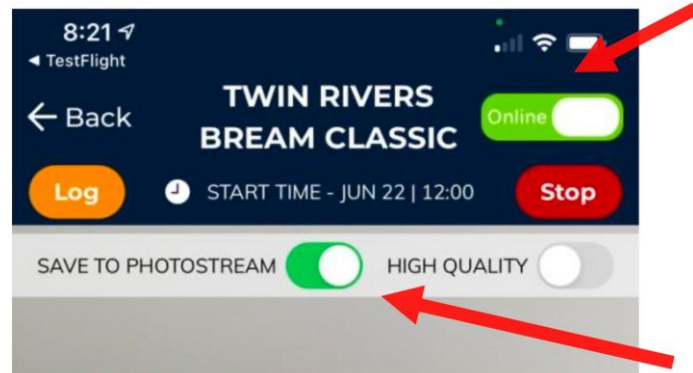 8:21
◄ TestFlight
← Back
TWIN RIVERS
BREAM CLASSIC
Online
Log
START TIME - JUN 22 | 12:00
Stop
SAVE TO PHOTOSTREAM
HIGH QUALITY